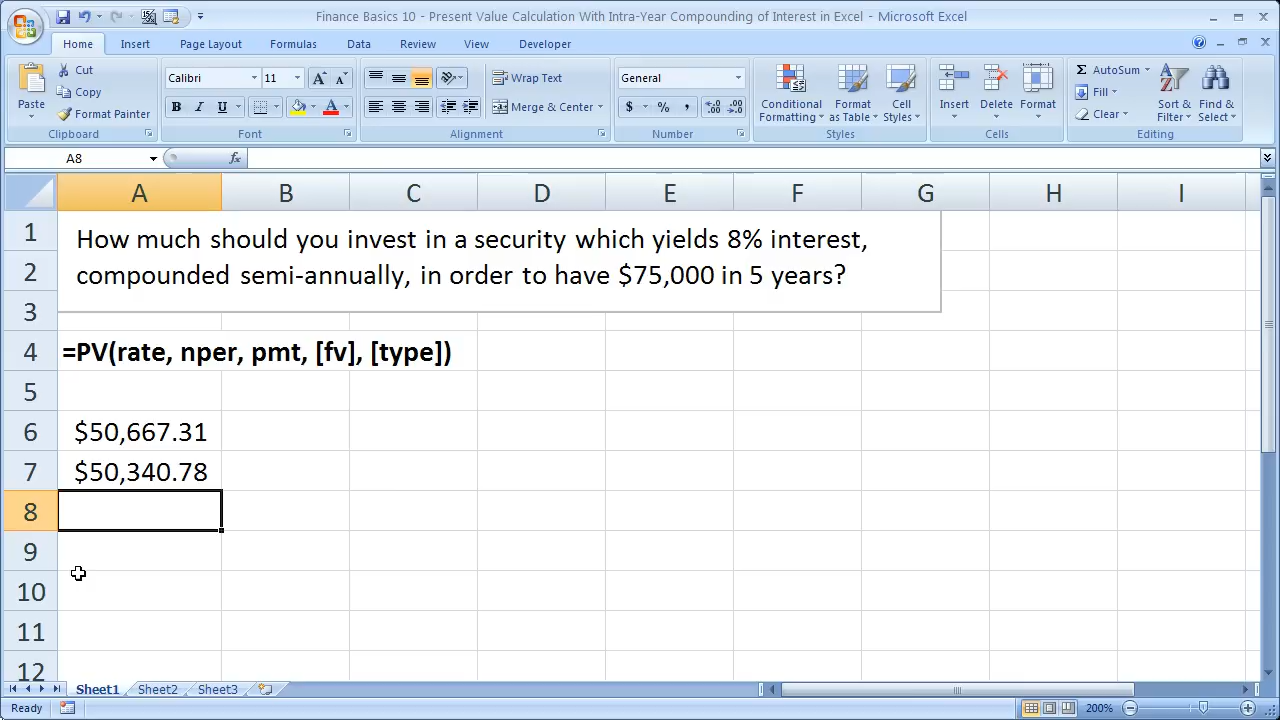 Finance Basics 10 - Present Value Calculation With Intra-Year Compounding of Interest in Excel - Microsoft Excel
Home Insert Page Layout Formulas Data Review View Developer
Paste
Cut
Copy
Format Painter
Clipboard
Calibri 11
B I U
Font
Wrap Text
Merge & Center
Alignment
General
$ % ,
Number
Conditional Formatting
Format as Table
Cell Styles
Styles
Insert Delete Format
Cells
AutoSum
Fill
Clear
Sort & Filter
Find & Select
Editing
A8 fx
A B C D E F G H I
1
How much should you invest in a security which yields 8% interest,
2
compounded semi-annually, in order to have $75,000 in 5 years?
3
4 =PV(rate, nper, pmt, [fv], [type])
5
6 $50,667.31
7 $50,340.78
8
9
10
11
12
Sheet1 Sheet2 Sheet3
Ready 200%